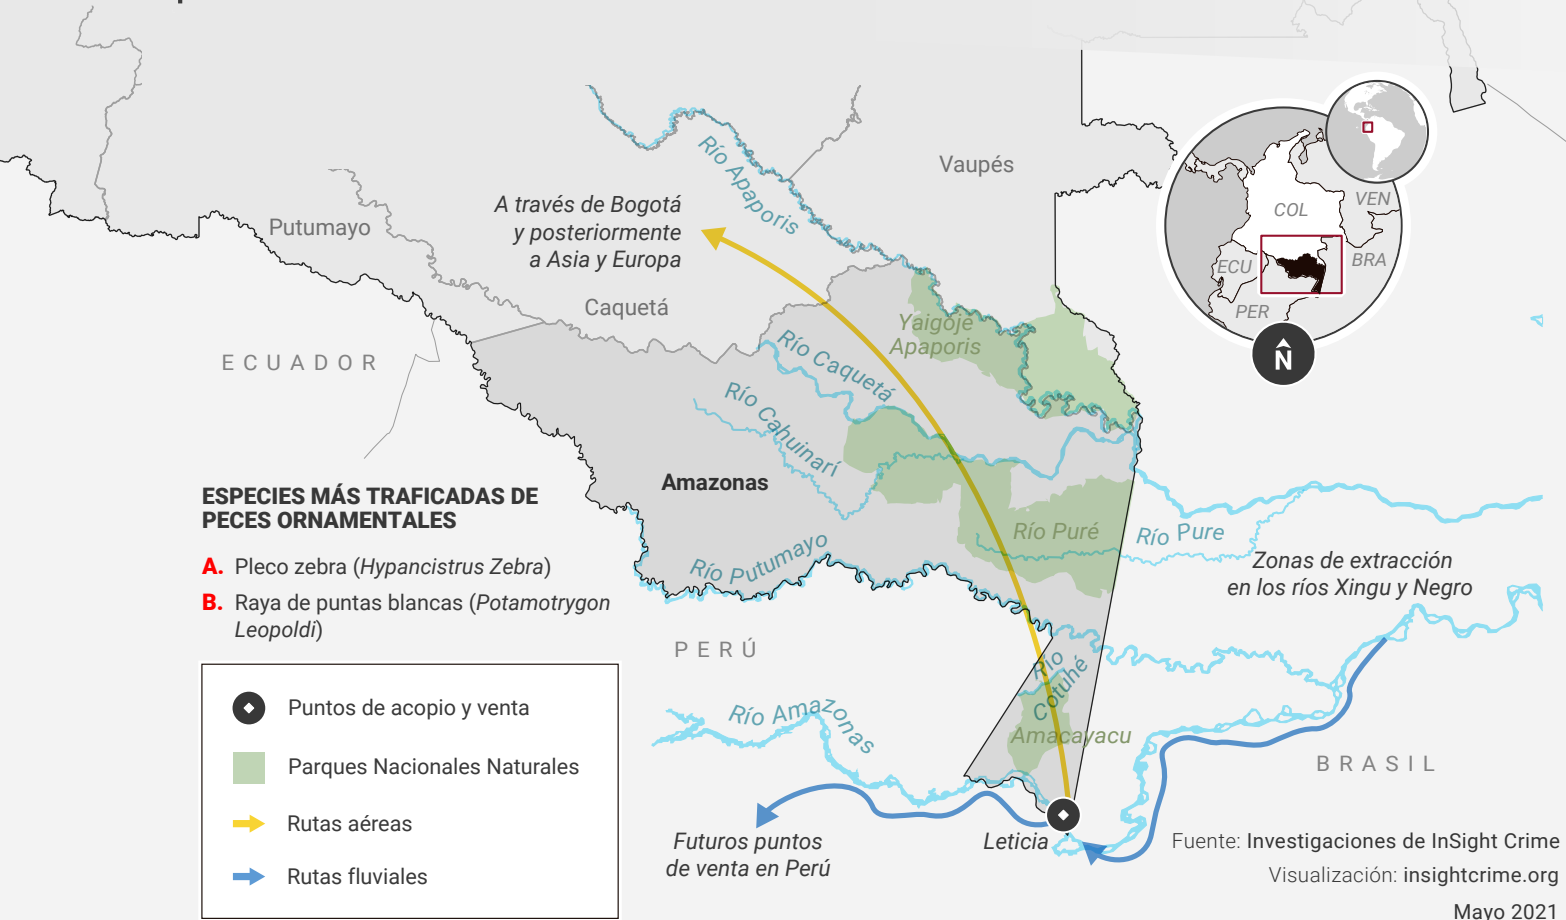 Vaupés
Río Apaporis
A través de Bogotá
y posteriormente
a Asia y Europa
Putumayo
Caquetá
ECUADOR
Yaigojé
Apaporis
Río Caquetá
Río Cahuinarí
Amazonas
Río Puré
Río Pure
Río Putumayo
Zonas de extracción
en los ríos Xingu y Negro
COL
VEN
ECU
BRA
PER
N
ESPECIES MÁS TRAFICADAS DE
PECES ORNAMENTALES
A. Pleco zebra (Hypancistrus Zebra)
B. Raya de puntas blancas (Potamotrygon
Leopoldi)
PERÚ
Río
Cotuhé
Río Amazonas
Amacayacu
BRASIL
Puntos de acopio y venta
Parques Nacionales Naturales
Rutas aéreas
Rutas fluviales
Futuros puntos
de venta en Perú
Leticia
Fuente: Investigaciones de InSight Crime
Visualización: insightcrime.org
Mayo 2021